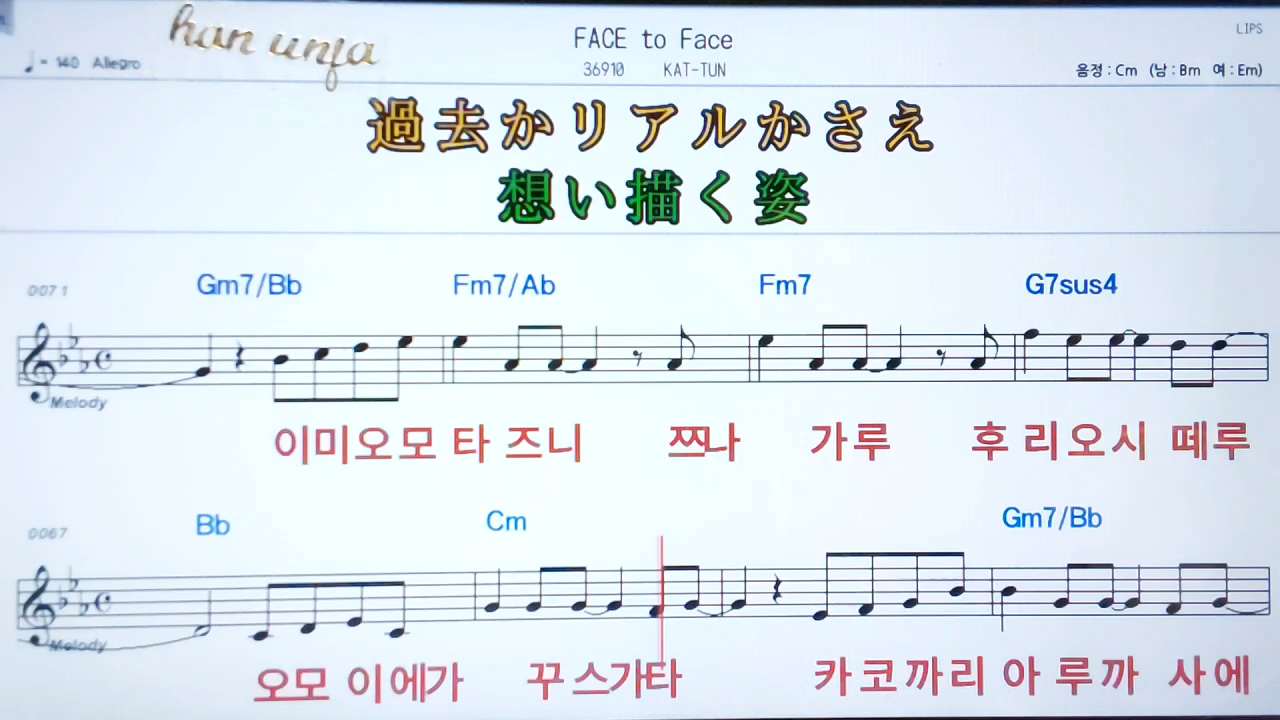 han unfa
FACE to Face
LIPS
♩= 140 Allegro
36910 KAT-TUN
음정 : Cm (남 : Bm 여 : Em)
過去かリアルかさえ
想い描く姿
0071
Gm7/Bb Fm7/Ab Fm7 G7sus4
Melody
이미오모 타 즈니 쯔나 가루 후 리오시 떼루
0067
Bb Cm Gm7/Bb
Melody
오모 이에가 꾸 스가타 카코까리 아 루까 사에